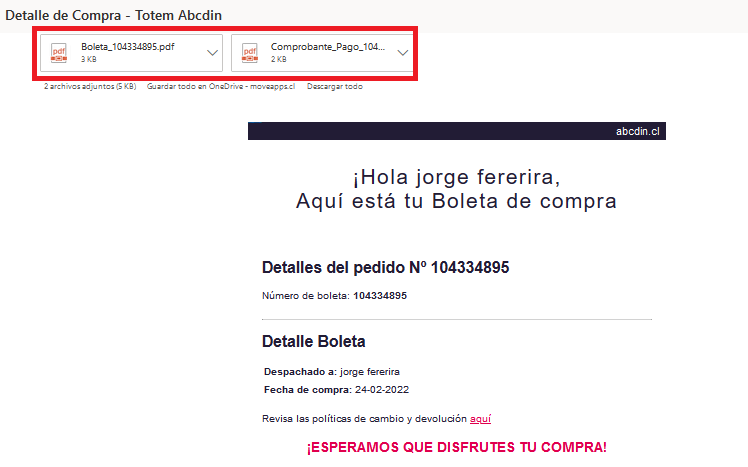 Detalle de Compra - Totem Abcdin
Boleta_104334895.pdf
3 KB
Comprobante_Pago_104...
2 KB
2 archivos adjuntos (5 KB) Guardar todo en OneDrive - moveapps.cl Descargar todo
abcdin.cl
¡Hola jorge fererira,
Aquí está tu Boleta de compra
Detalles del pedido Nº 104334895
Número de boleta: 104334895
Detalle Boleta
Despachado a: jorge fererira
Fecha de compra: 24-02-2022
Revisa las políticas de cambio y devolución aquí
¡ESPERAMOS QUE DISFRUTES TU COMPRA!